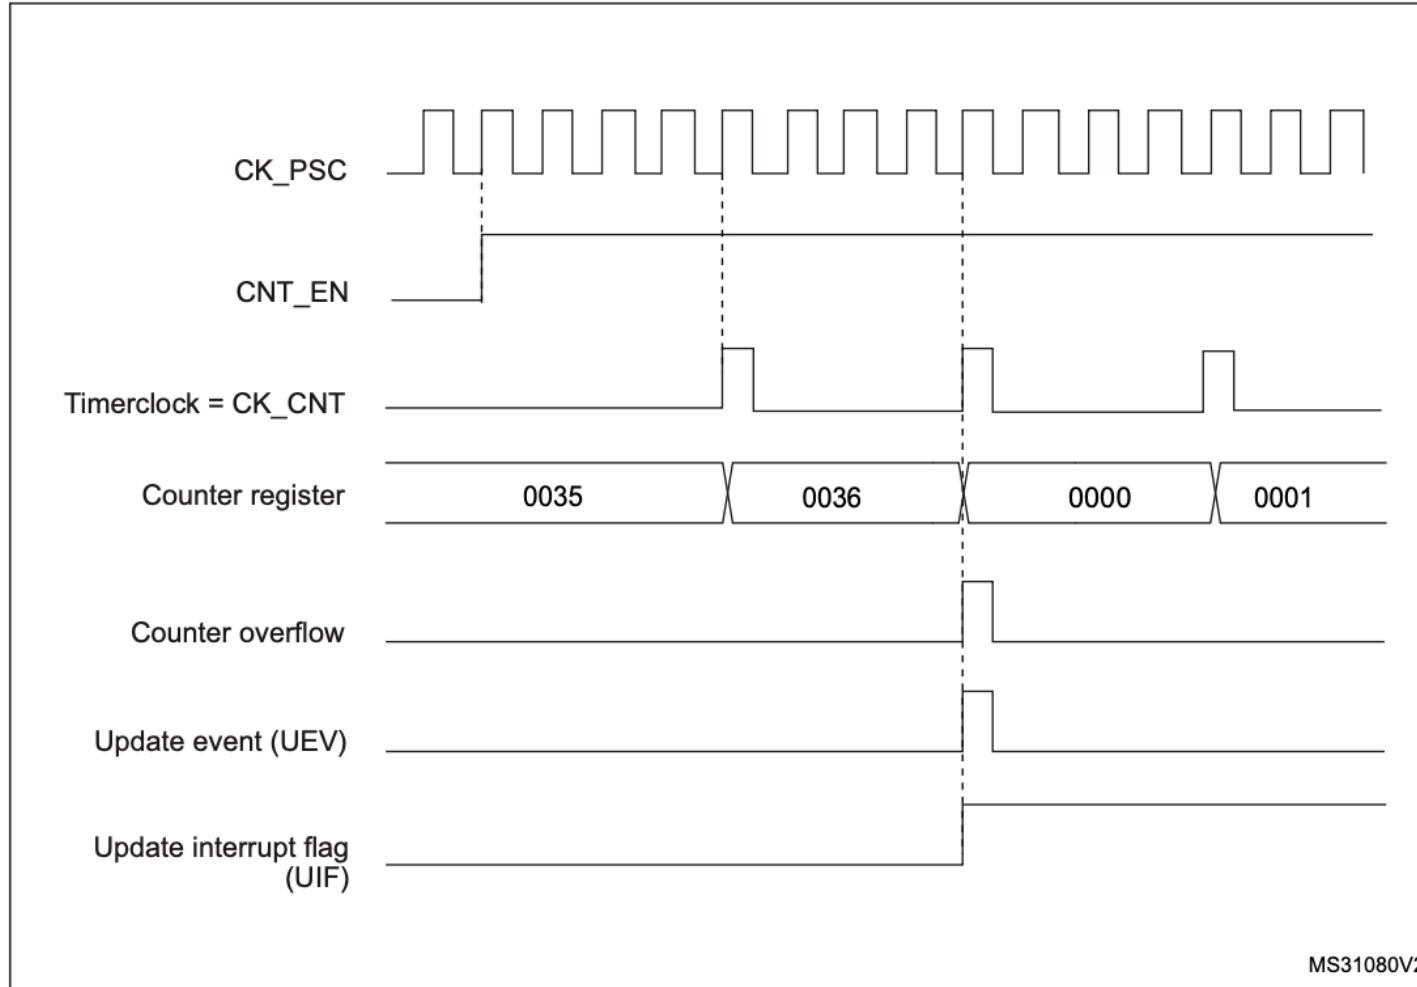 CK_PSC
CNT_EN
Timerclock = CK_CNT
Counter register
0035
0036
0000
0001
Counter overflow
Update event (UEV)
Update interrupt flag
(UIF)
MS31080V2